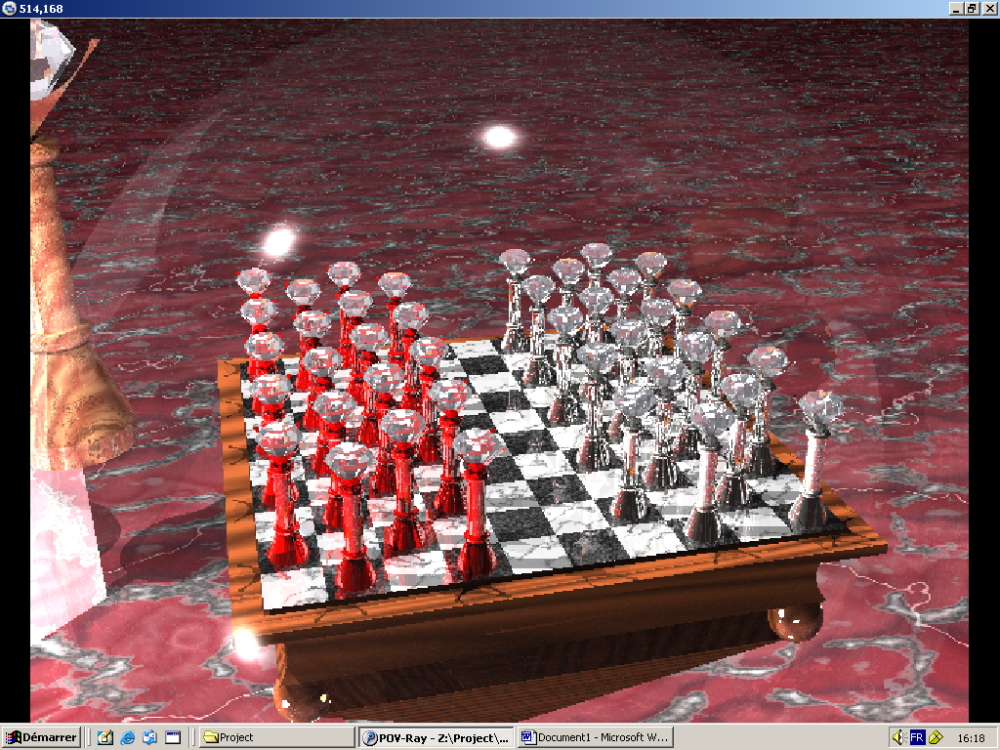 514,168
Démarrer
Project
POV-Ray - Z:\Project\...
Document1 - Microsoft W...
FR
16:18